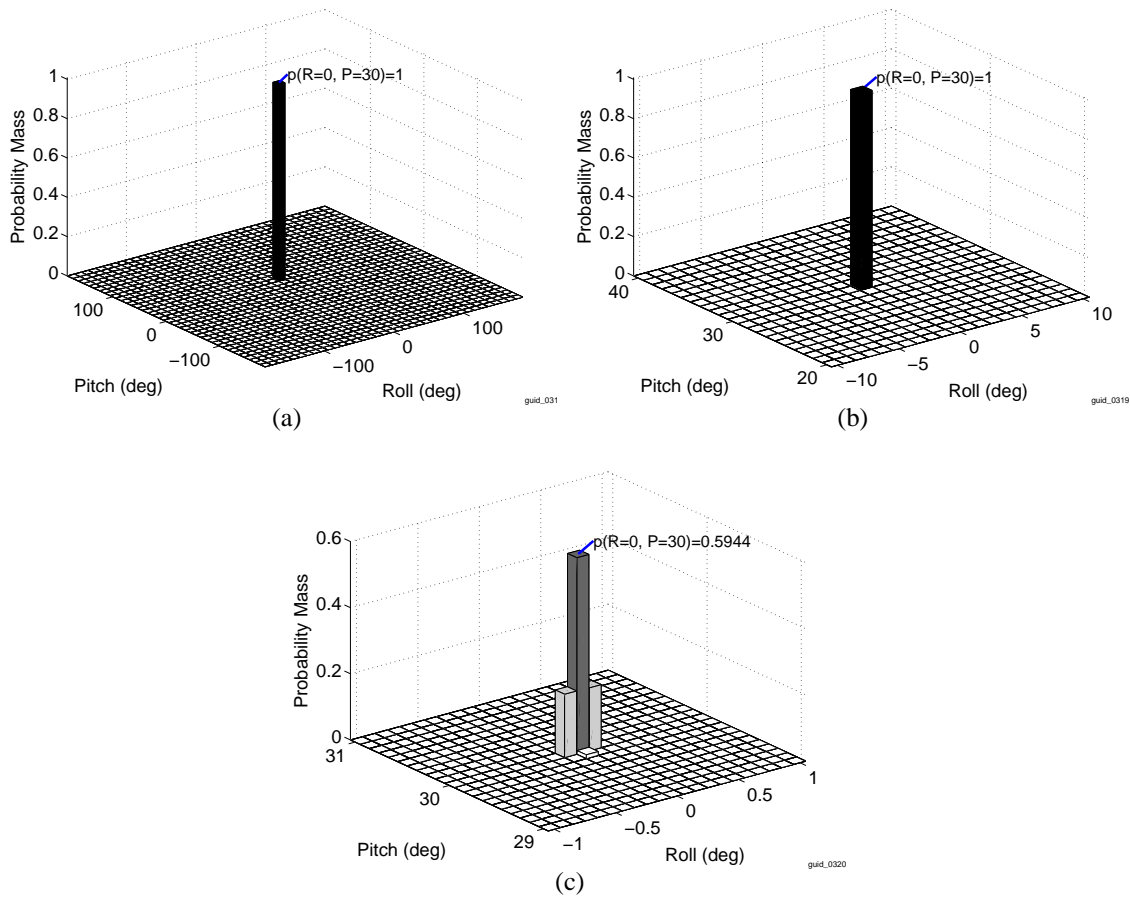 p(R=0, P=30)=1
1
0.8
0.6
0.4
0.2
0
Probability Mass
100
0
−100
Pitch (deg)
−100
0
100
Roll (deg)
guid_031
(a)
p(R=0, P=30)=1
1
0.8
0.6
0.4
0.2
0
Probability Mass
40
30
20
Pitch (deg)
−10
−5
0
5
10
Roll (deg)
guid_0319
(b)
p(R=0, P=30)=0.5944
0.6
0.4
0.2
0
Probability Mass
31
30
29
Pitch (deg)
−1
−0.5
0
0.5
1
Roll (deg)
guid_0320
(c)